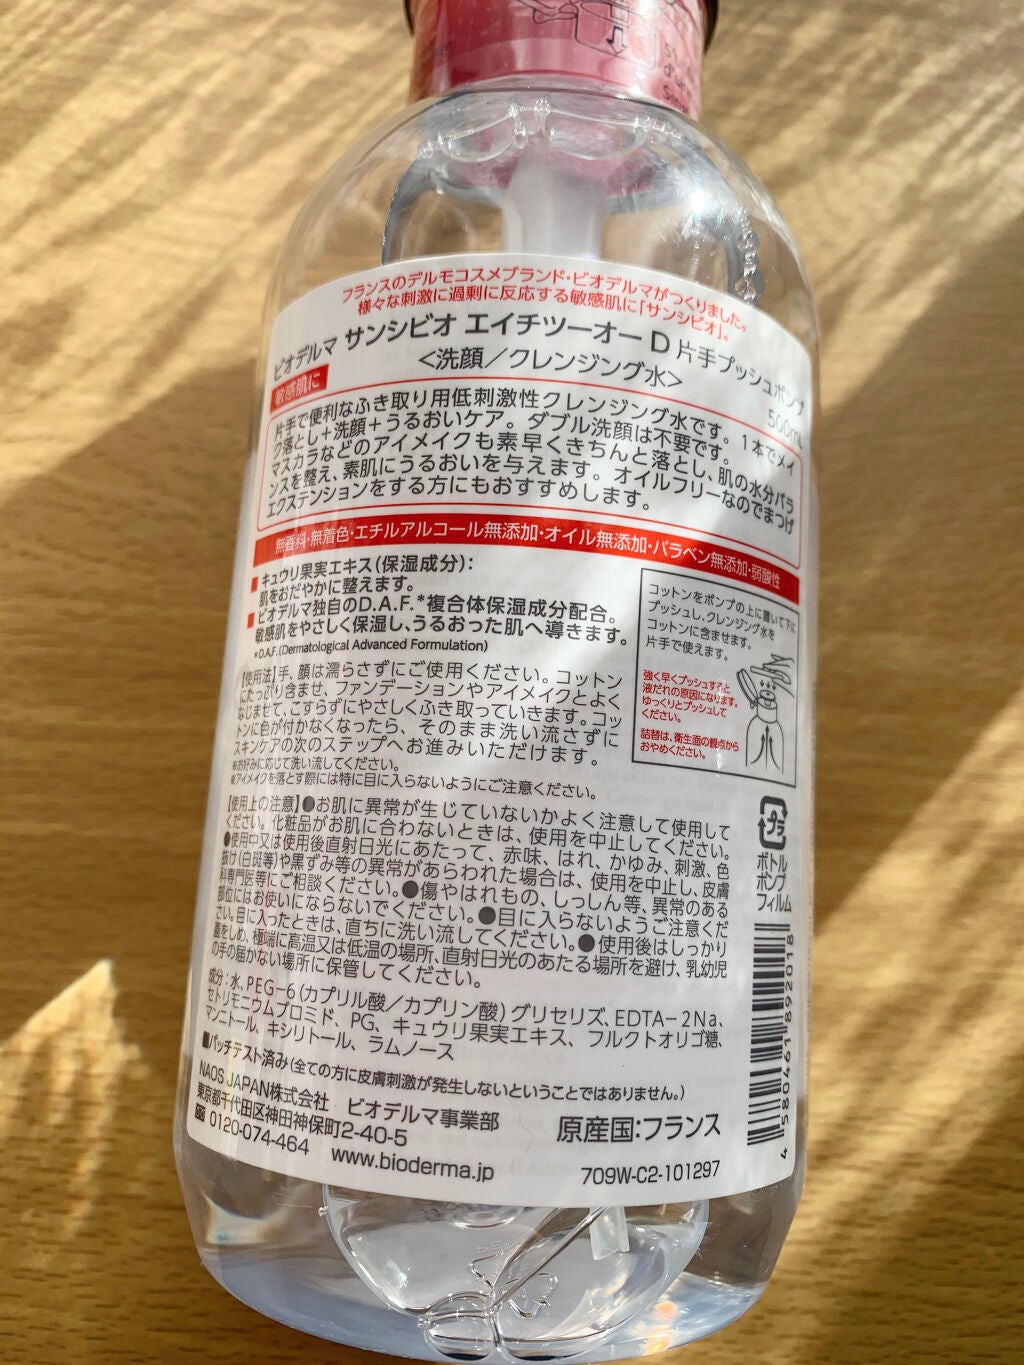 フランスのデルモコスメブランド・ビオデルマがつくりました。
様々な刺激に過剰に反応する敏感肌に「サンシビオ」。
ビオデルマ サンシビオ エイチツーオー D 片手プッシュポンプ
＜洗顔／クレンジング水＞
500mL
敏感肌に
片手で便利なふき取り用低刺激性クレンジング水です。1本でメイ
ク落とし＋洗顔＋うるおいケア。ダブル洗顔は不要です。
マスカラなどのアイメイクも素早くきちんと落とし、肌の水分バラ
ンスを整え、素肌にうるおいを与えます。オイルフリーなのでまつげ
エクステンションをする方にもおすすめします。
無香料・無着色・エチルアルコール無添加・オイル無添加・パラベン無添加・弱酸性
■キュウリ果実エキス（保湿成分）：
肌をおだやかに整えます。
■ビオデルマ独自のD.A.F.*複合体保湿成分配合。
敏感肌をやさしく保湿し、うるおった肌へ導きます。
*D.A.F.(Dermatological Advanced Formulation)
コットンをポンプの上に置いて下に
プッシュし、クレンジング水を
コットンに含ませます。
片手で使えます。
強く早くプッシュすると
液だれの原因になります。
ゆっくりとプッシュして
ください。
詰替は、衛生面の観点から
おやめください。
【使用法】手、顔は濡らさずにご使用ください。コットン
にたっぷり含ませ、ファンデーションやアイメイクとよく
なじませて、こすらずにやさしくふき取っていきます。コッ
トンに色が付かなくなったら、そのまま洗い流さずに
スキンケアの次のステップへお進みいただけます。
※お好みに応じて洗い流してください。
※アイメイクを落とす際には特に目に入らないようにご注意ください。
【使用上の注意】●お肌に異常が生じていないかよく注意して使用して
ください。化粧品がお肌に合わないときは、使用を中止してください。
●使用中又は使用後直射日光にあたって、赤味、はれ、かゆみ、刺激、色
抜け(白斑等)や黒ずみ等の異常があらわれた場合は、使用を中止し、皮膚
科専門医等にご相談ください。●傷やはれもの、しっしん等、異常のある
部位にはお使いにならないでください。●目に入らないようご注意くだ
さい。目に入ったときは、直ちに洗い流してください。●使用後はしっかり
蓋をしめ、極端に高温又は低温の場所、直射日光のあたる場所を避け、乳幼児
の手の届かない場所に保管してください。
プラ
ボトル
ポンプ
フィルム
成分：水、PEG－6（カプリル酸／カプリン酸）グリセリズ、EDTA－2Na、
セトリモニウムブロミド、PG、キュウリ果実エキス、フルクトオリゴ糖、
マンニトール、キシリトール、ラムノース
■パッチテスト済み（全ての方に皮膚刺激が発生しないということではありません。）
NAOS JAPAN株式会社 ビオデルマ事業部
東京都千代田区神田神保町2-40-5
0120-074-464 www.bioderma.jp
原産国：フランス
709W-C2-101297
4 580461 892018